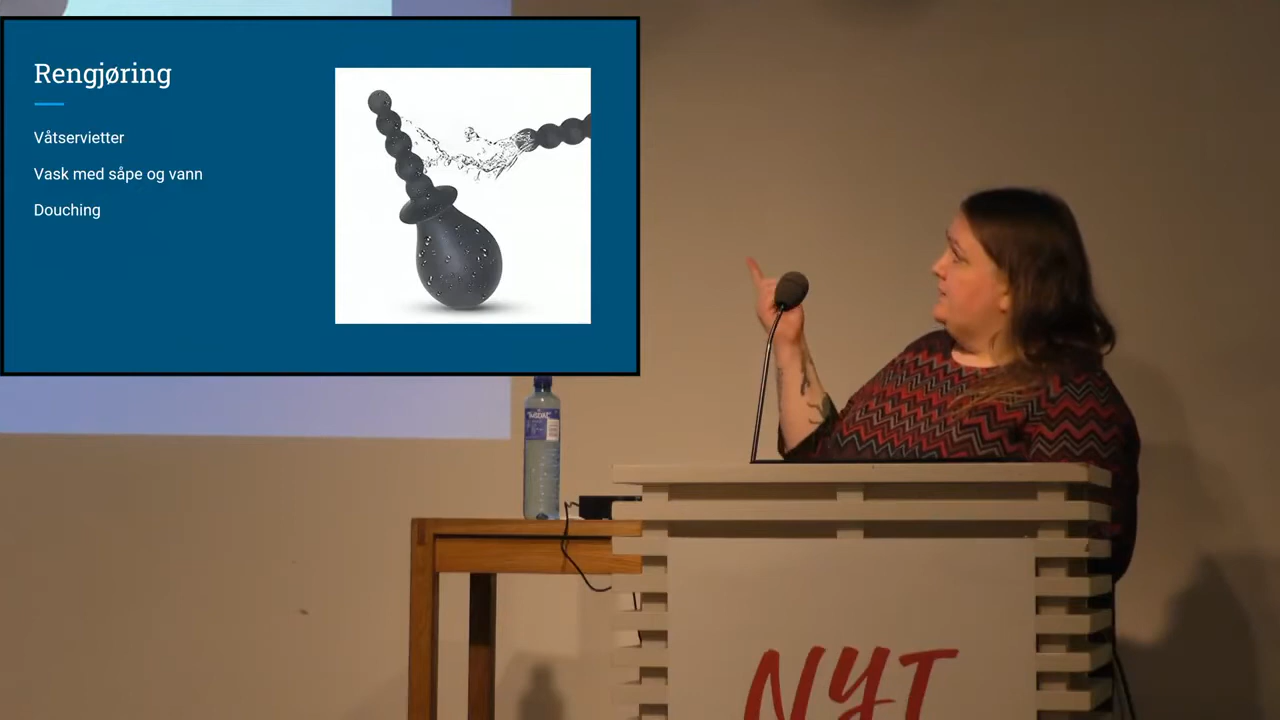 Rengjøring
Våtservietter
Vask med såpe og vann
Douching
NYT